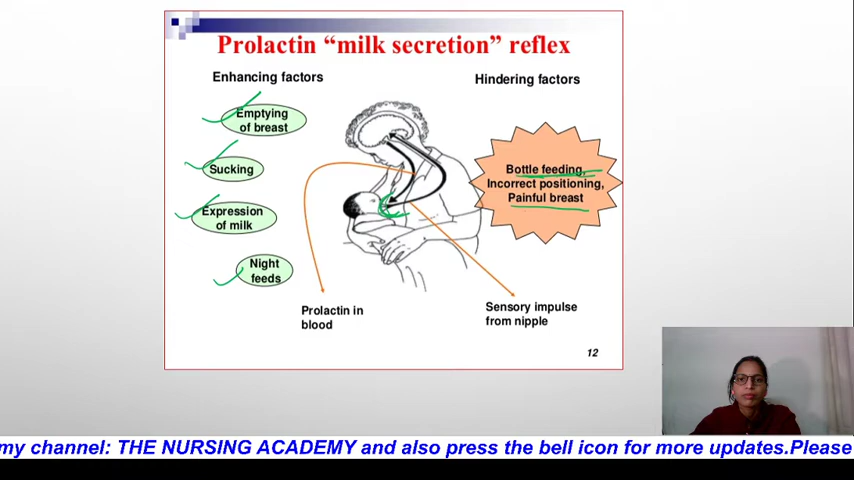 Prolactin “milk secretion” reflex
Enhancing factors
Hindering factors
Emptying
of breast
Sucking
Expression
of milk
Night
feeds
Bottle feeding,
Incorrect positioning,
Painful breast
Prolactin in
blood
Sensory impulse
from nipple
12
my channel: THE NURSING ACADEMY and also press the bell icon for more updates.Please